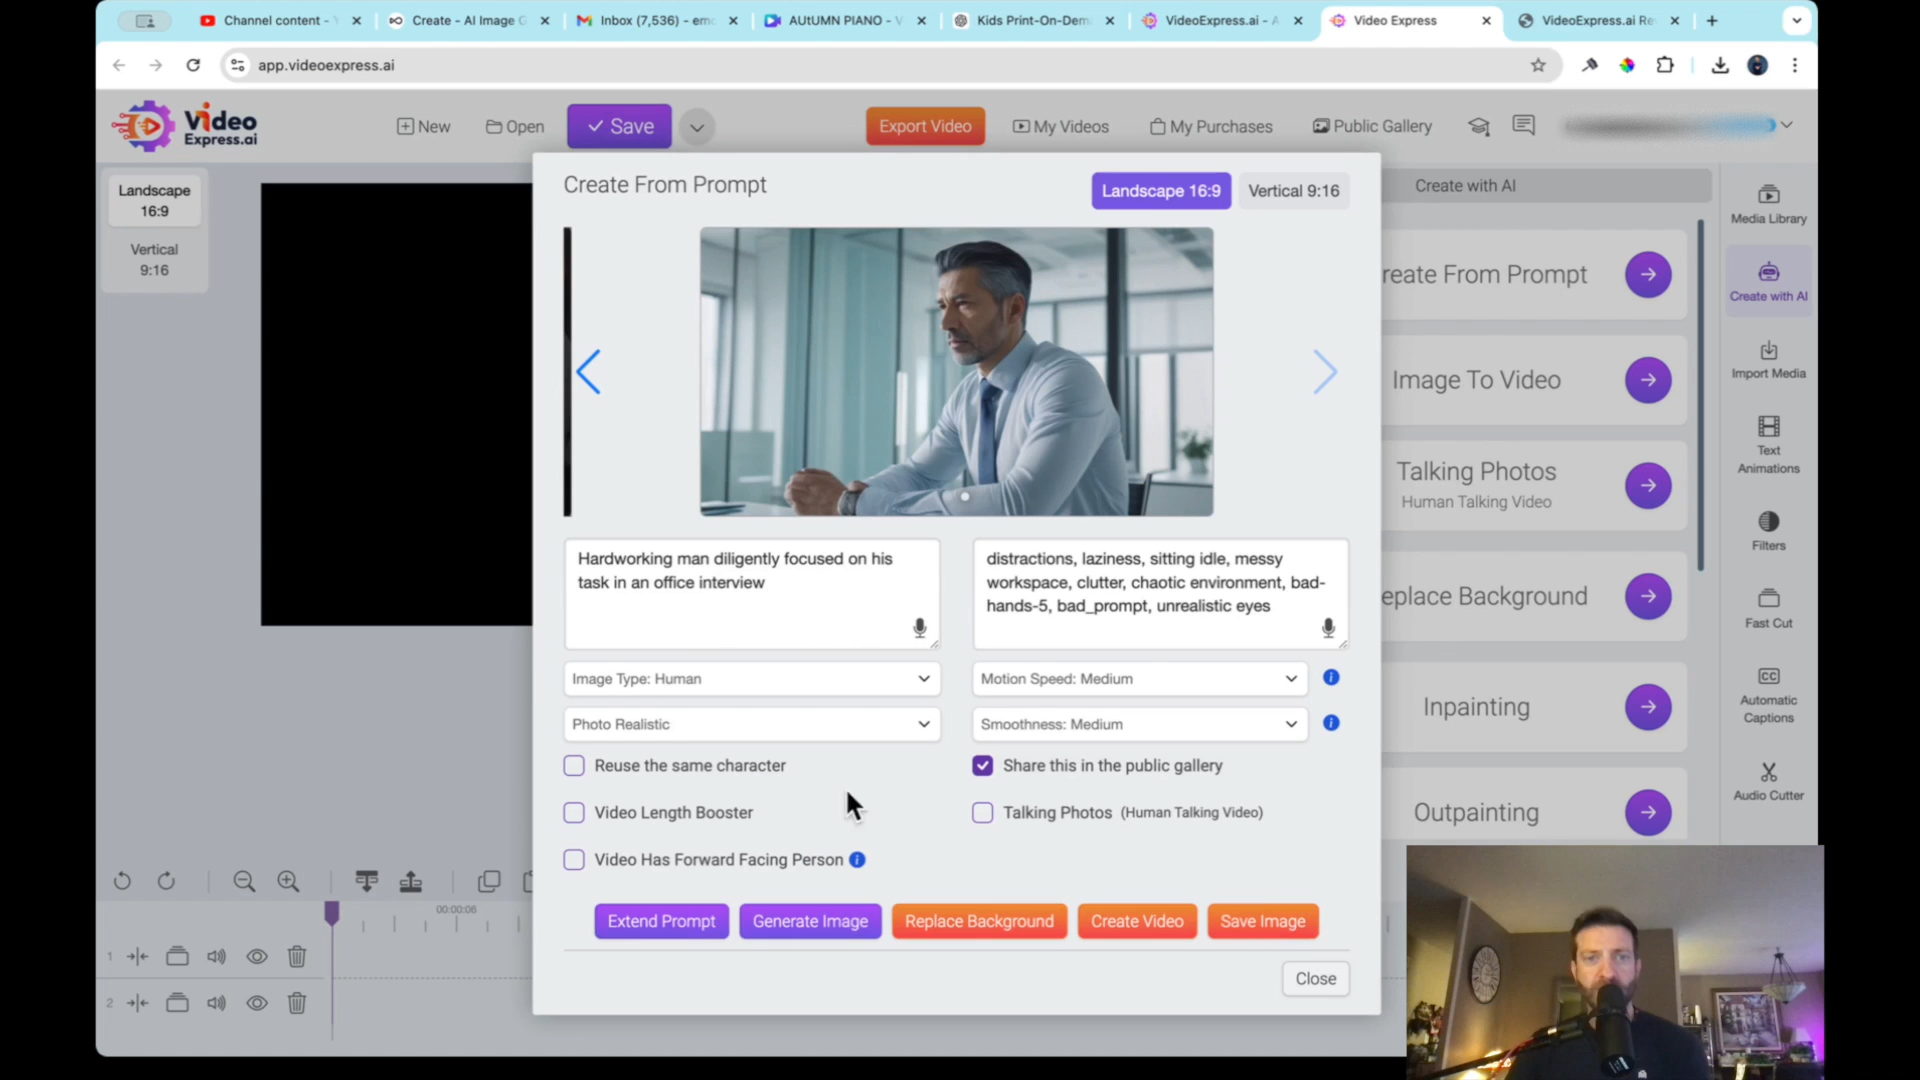 Channel content -
Create - AI Image G
Inbox (7,536) - em
AUtUMN PIANO - V
Kids Print-On-Dem
VideoExpress.ai - A
Video Express
VideoExpress.ai Re
app.videoexpress.ai
Video
Express.ai
New
Open
Save
Export Video
My Videos
My Purchases
Public Gallery
Landscape
16:9
Vertical
9:16
Create From Prompt
Landscape 16:9
Vertical 9:16
Create with AI
reate From Prompt
Image To Video
Talking Photos
Human Talking Video
eplace Background
Inpainting
Outpainting
Media Library
Create with AI
Import Media
Text
Animations
Filters
Fast Cut
CC
Automatic
Captions
Audio Cutter
Hardworking man diligently focused on his
task in an office interview
distractions, laziness, sitting idle, messy
workspace, clutter, chaotic environment, bad-
hands-5, bad_prompt, unrealistic eyes
Image Type: Human
Motion Speed: Medium
Photo Realistic
Smoothness: Medium
Reuse the same character
Share this in the public gallery
Video Length Booster
Talking Photos (Human Talking Video)
Video Has Forward Facing Person
Extend Prompt
Generate Image
Replace Background
Create Video
Save Image
Close
00:00:06
1
2